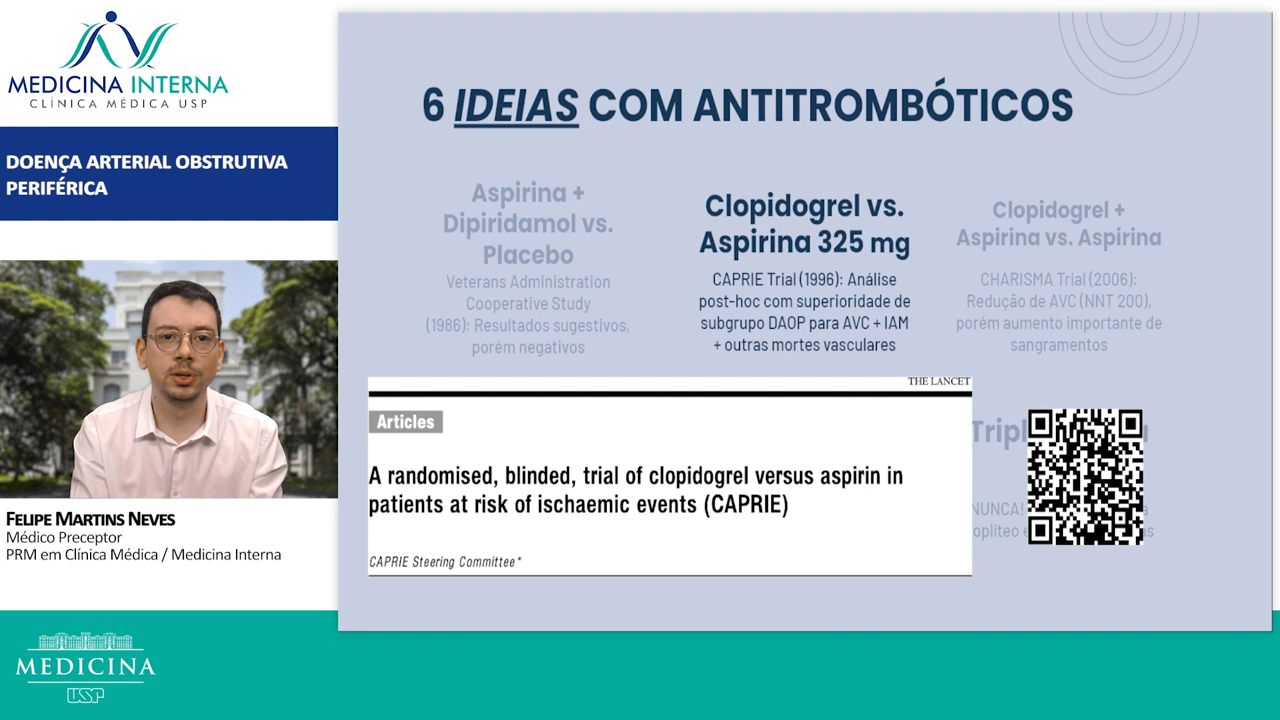 MEDICINA INTERNA
CLÍNICA MÉDICA USP
DOENÇA ARTERIAL OBSTRUTIVA
PERIFÉRICA
FELIPE MARTINS NEVES
Médico Preceptor
PRM em Clínica Médica / Medicina Interna
MEDICINA
USP
6 IDEIAS COM ANTITROMBÓTICOS
Aspirina +
Dipiridamol vs.
Placebo
Veterans Administration
Cooperative Study
(1986): Resultados sugestivos,
porém negativos
Clopidogrel vs.
Aspirina 325 mg
CAPRIE Trial (1996): Análise
post-hoc com superioridade de
subgrupo DAOP para AVC + IAM
+ outras mortes vasculares
Clopidogrel +
Aspirina vs. Aspirina
CHARISMA Trial (2006):
Redução de AVC (NNT 200),
porém aumento importante de
sangramentos
THE LANCET
Articles
A randomised, blinded, trial of clopidogrel versus aspirin in
patients at risk of ischaemic events (CAPRIE)
CAPRIE Steering Committee*
NUNCA!